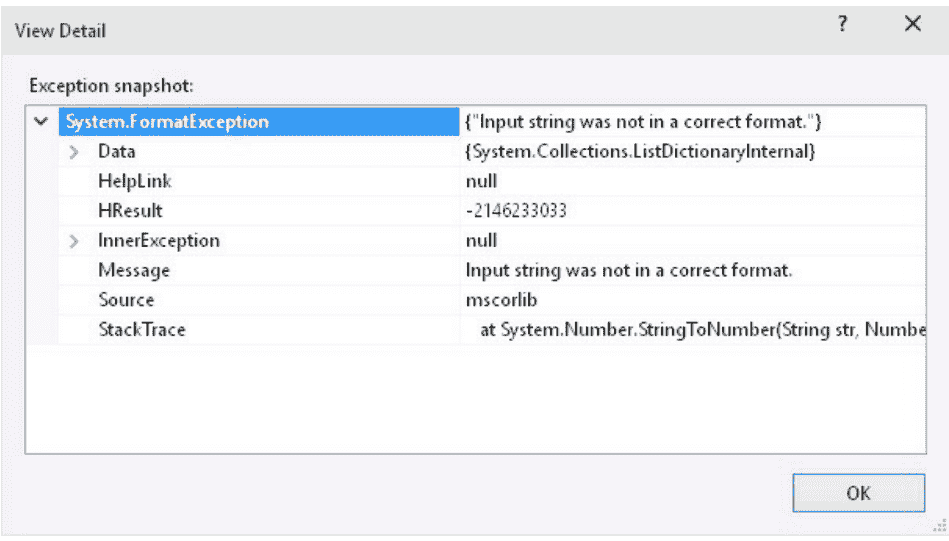 View Detail ?
Exception snapshot:
System.FormatException {"Input string was not in a correct format."}
Data {System.Collections.ListDictionaryInternal}
HelpLink null
HResult -2146233033
InnerException null
Message Input string was not in a correct format.
Source mscorlib
StackTrace at System.Number.StringToNumber(String str, Numbe
OK